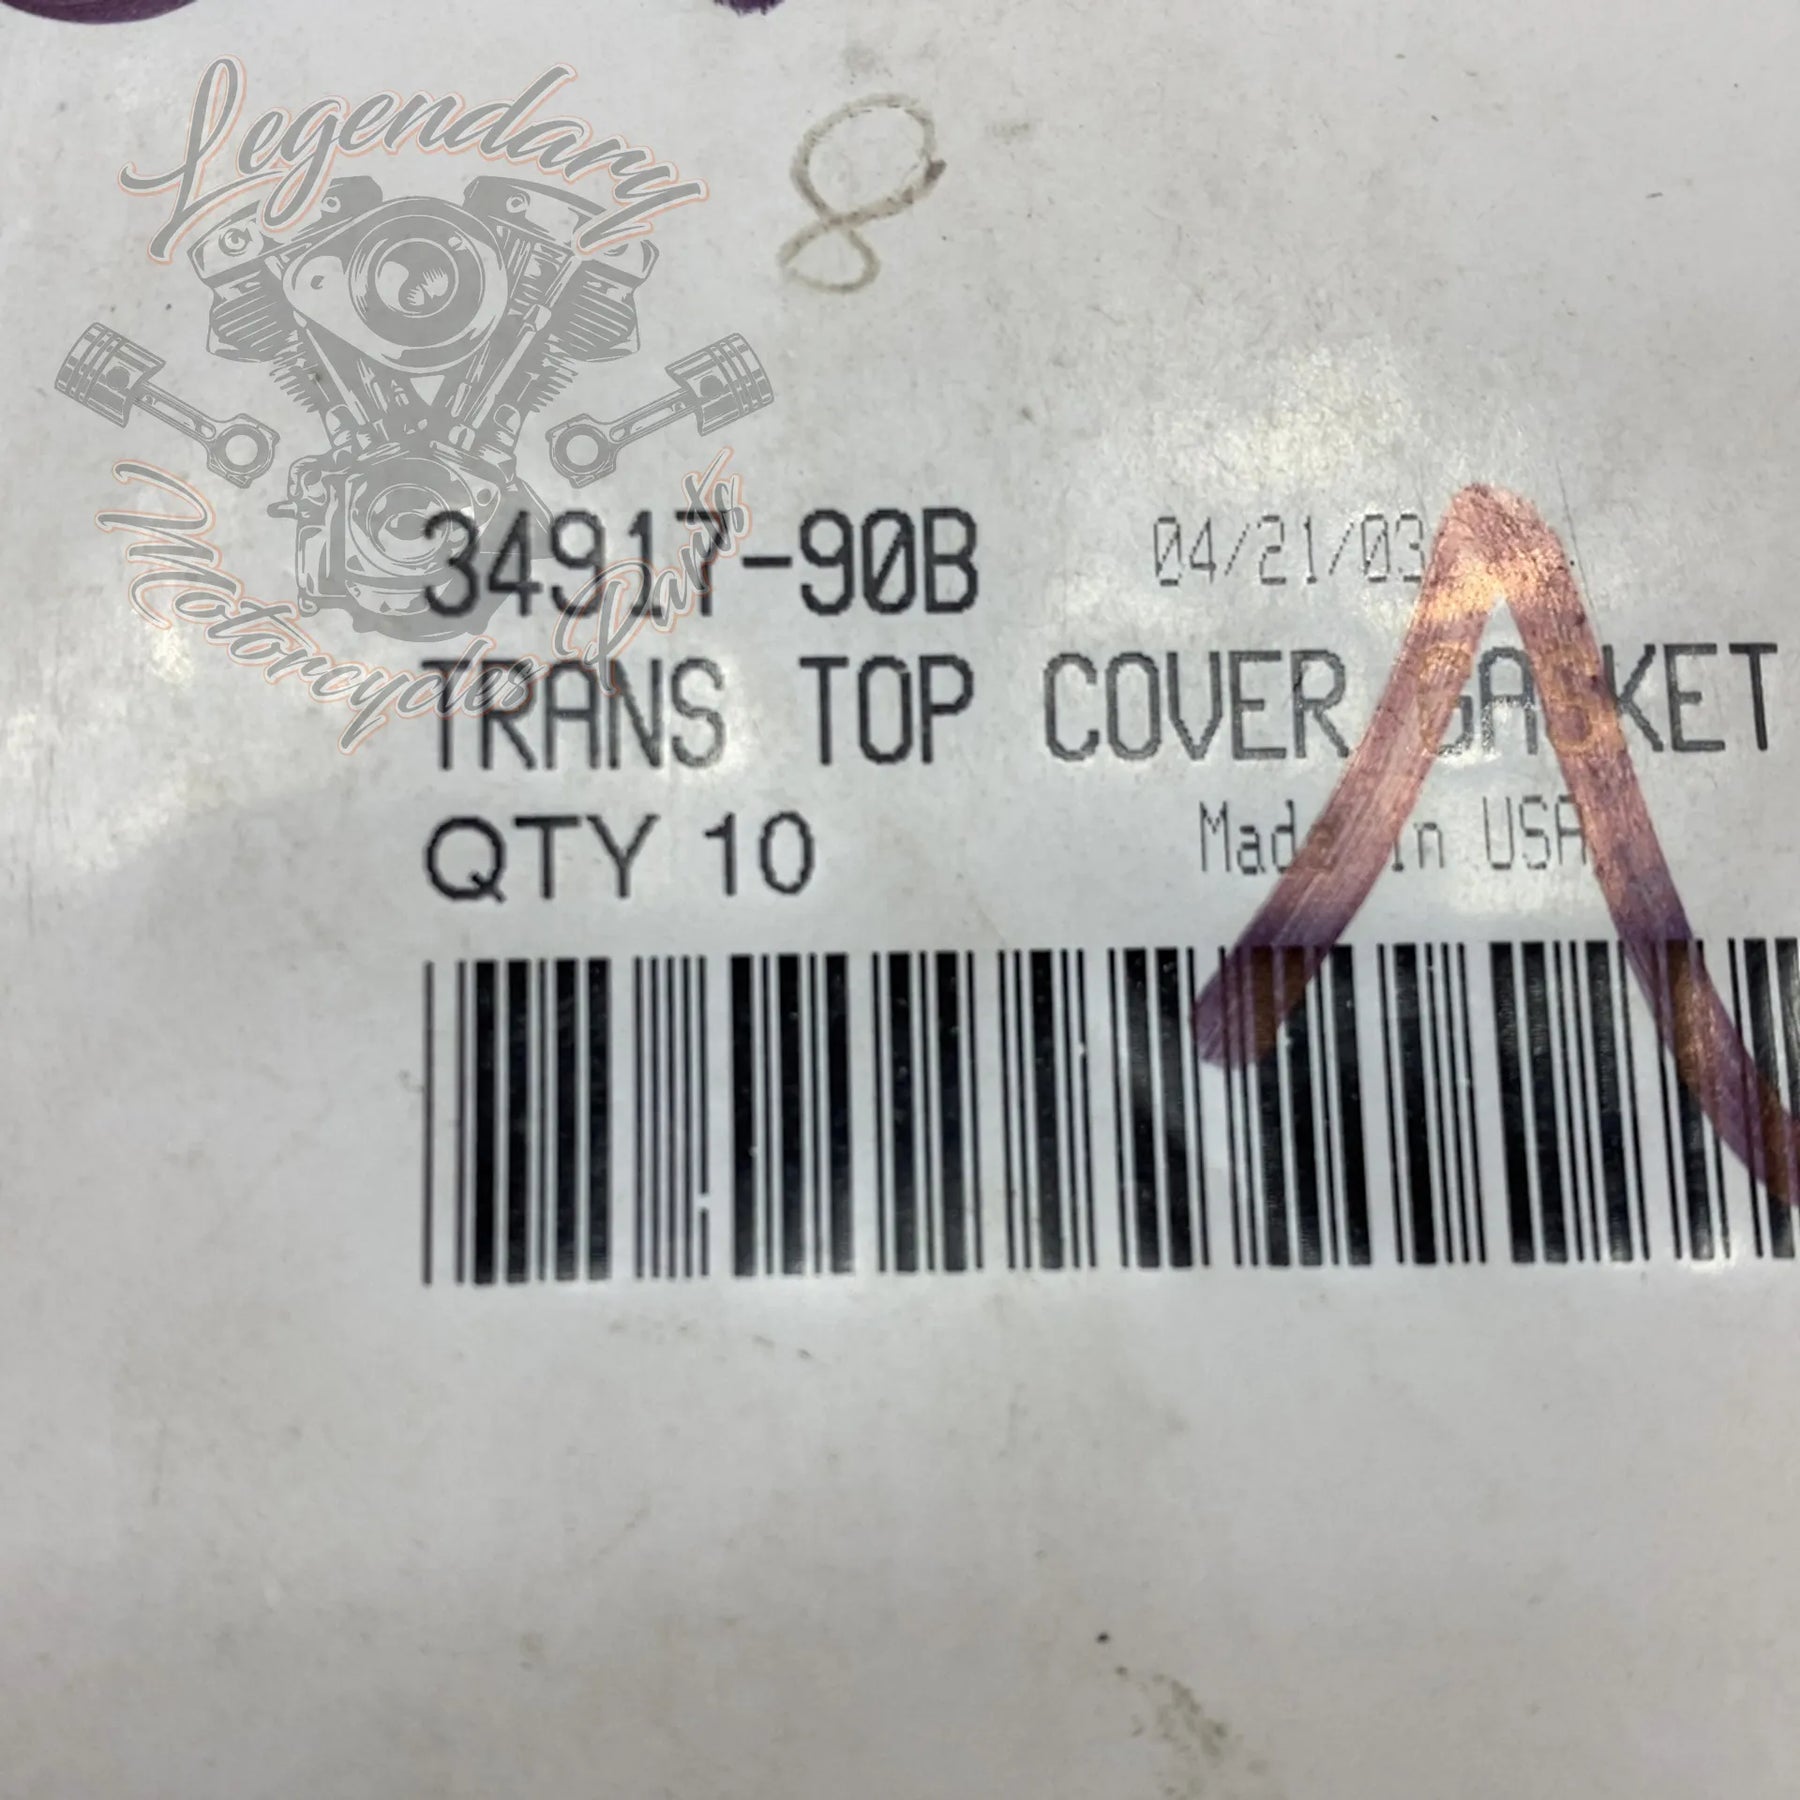 Legendary
8
Motorcycles Parts
34917-90B 04/21/03
TRANS TOP COVER GASKET
QTY 10 Made in USA